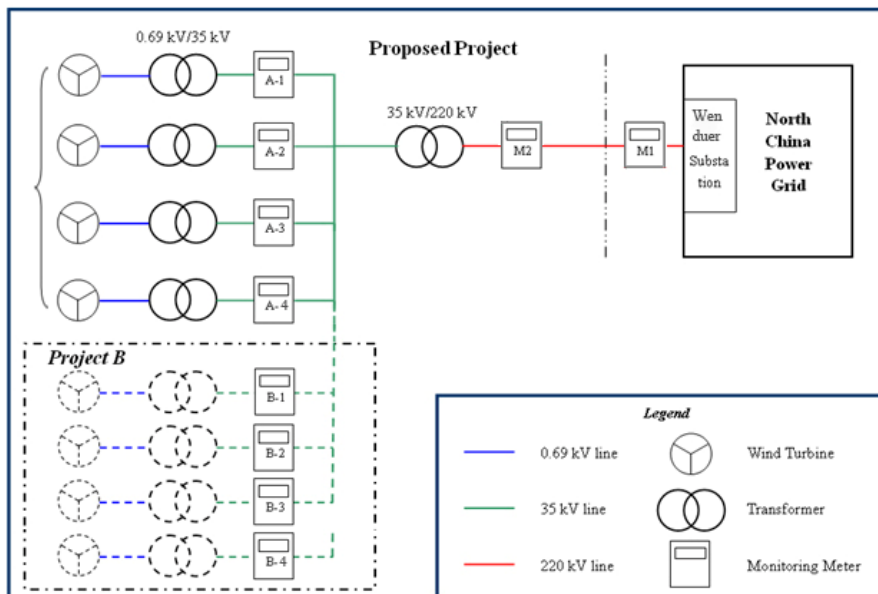 0.69 kV/35 kV
Proposed Project
A-1
35 kV/220 kV
A-2
M2
M1
Wen
duer
Substa
tion
North
China
Power
Grid
A-3
A-4
Project B
B-1
B-2
B-3
B-4
Legend
0.69 kV line
Wind Turbine
35 kV line
Transformer
220 kV line
Monitoring Meter